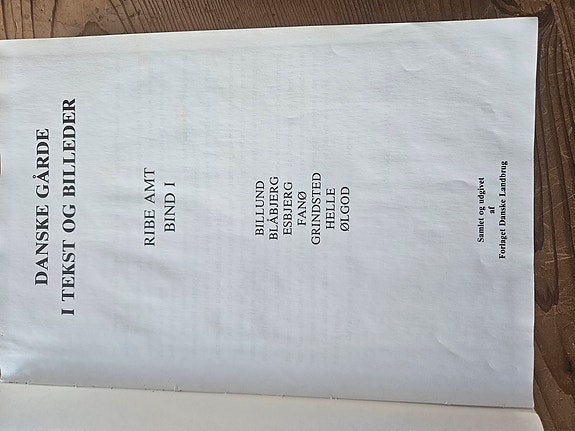 DANSKE GÅRDE
I TEKST OG BILLEDER
RIBE AMT
BIND I
BILLUND
BLÅBJERG
ESBJERG
FANØ
GRINDSTED
HELLE
ØLGOD
Samlet og udgivet
af
Forlaget Danske Landbrug